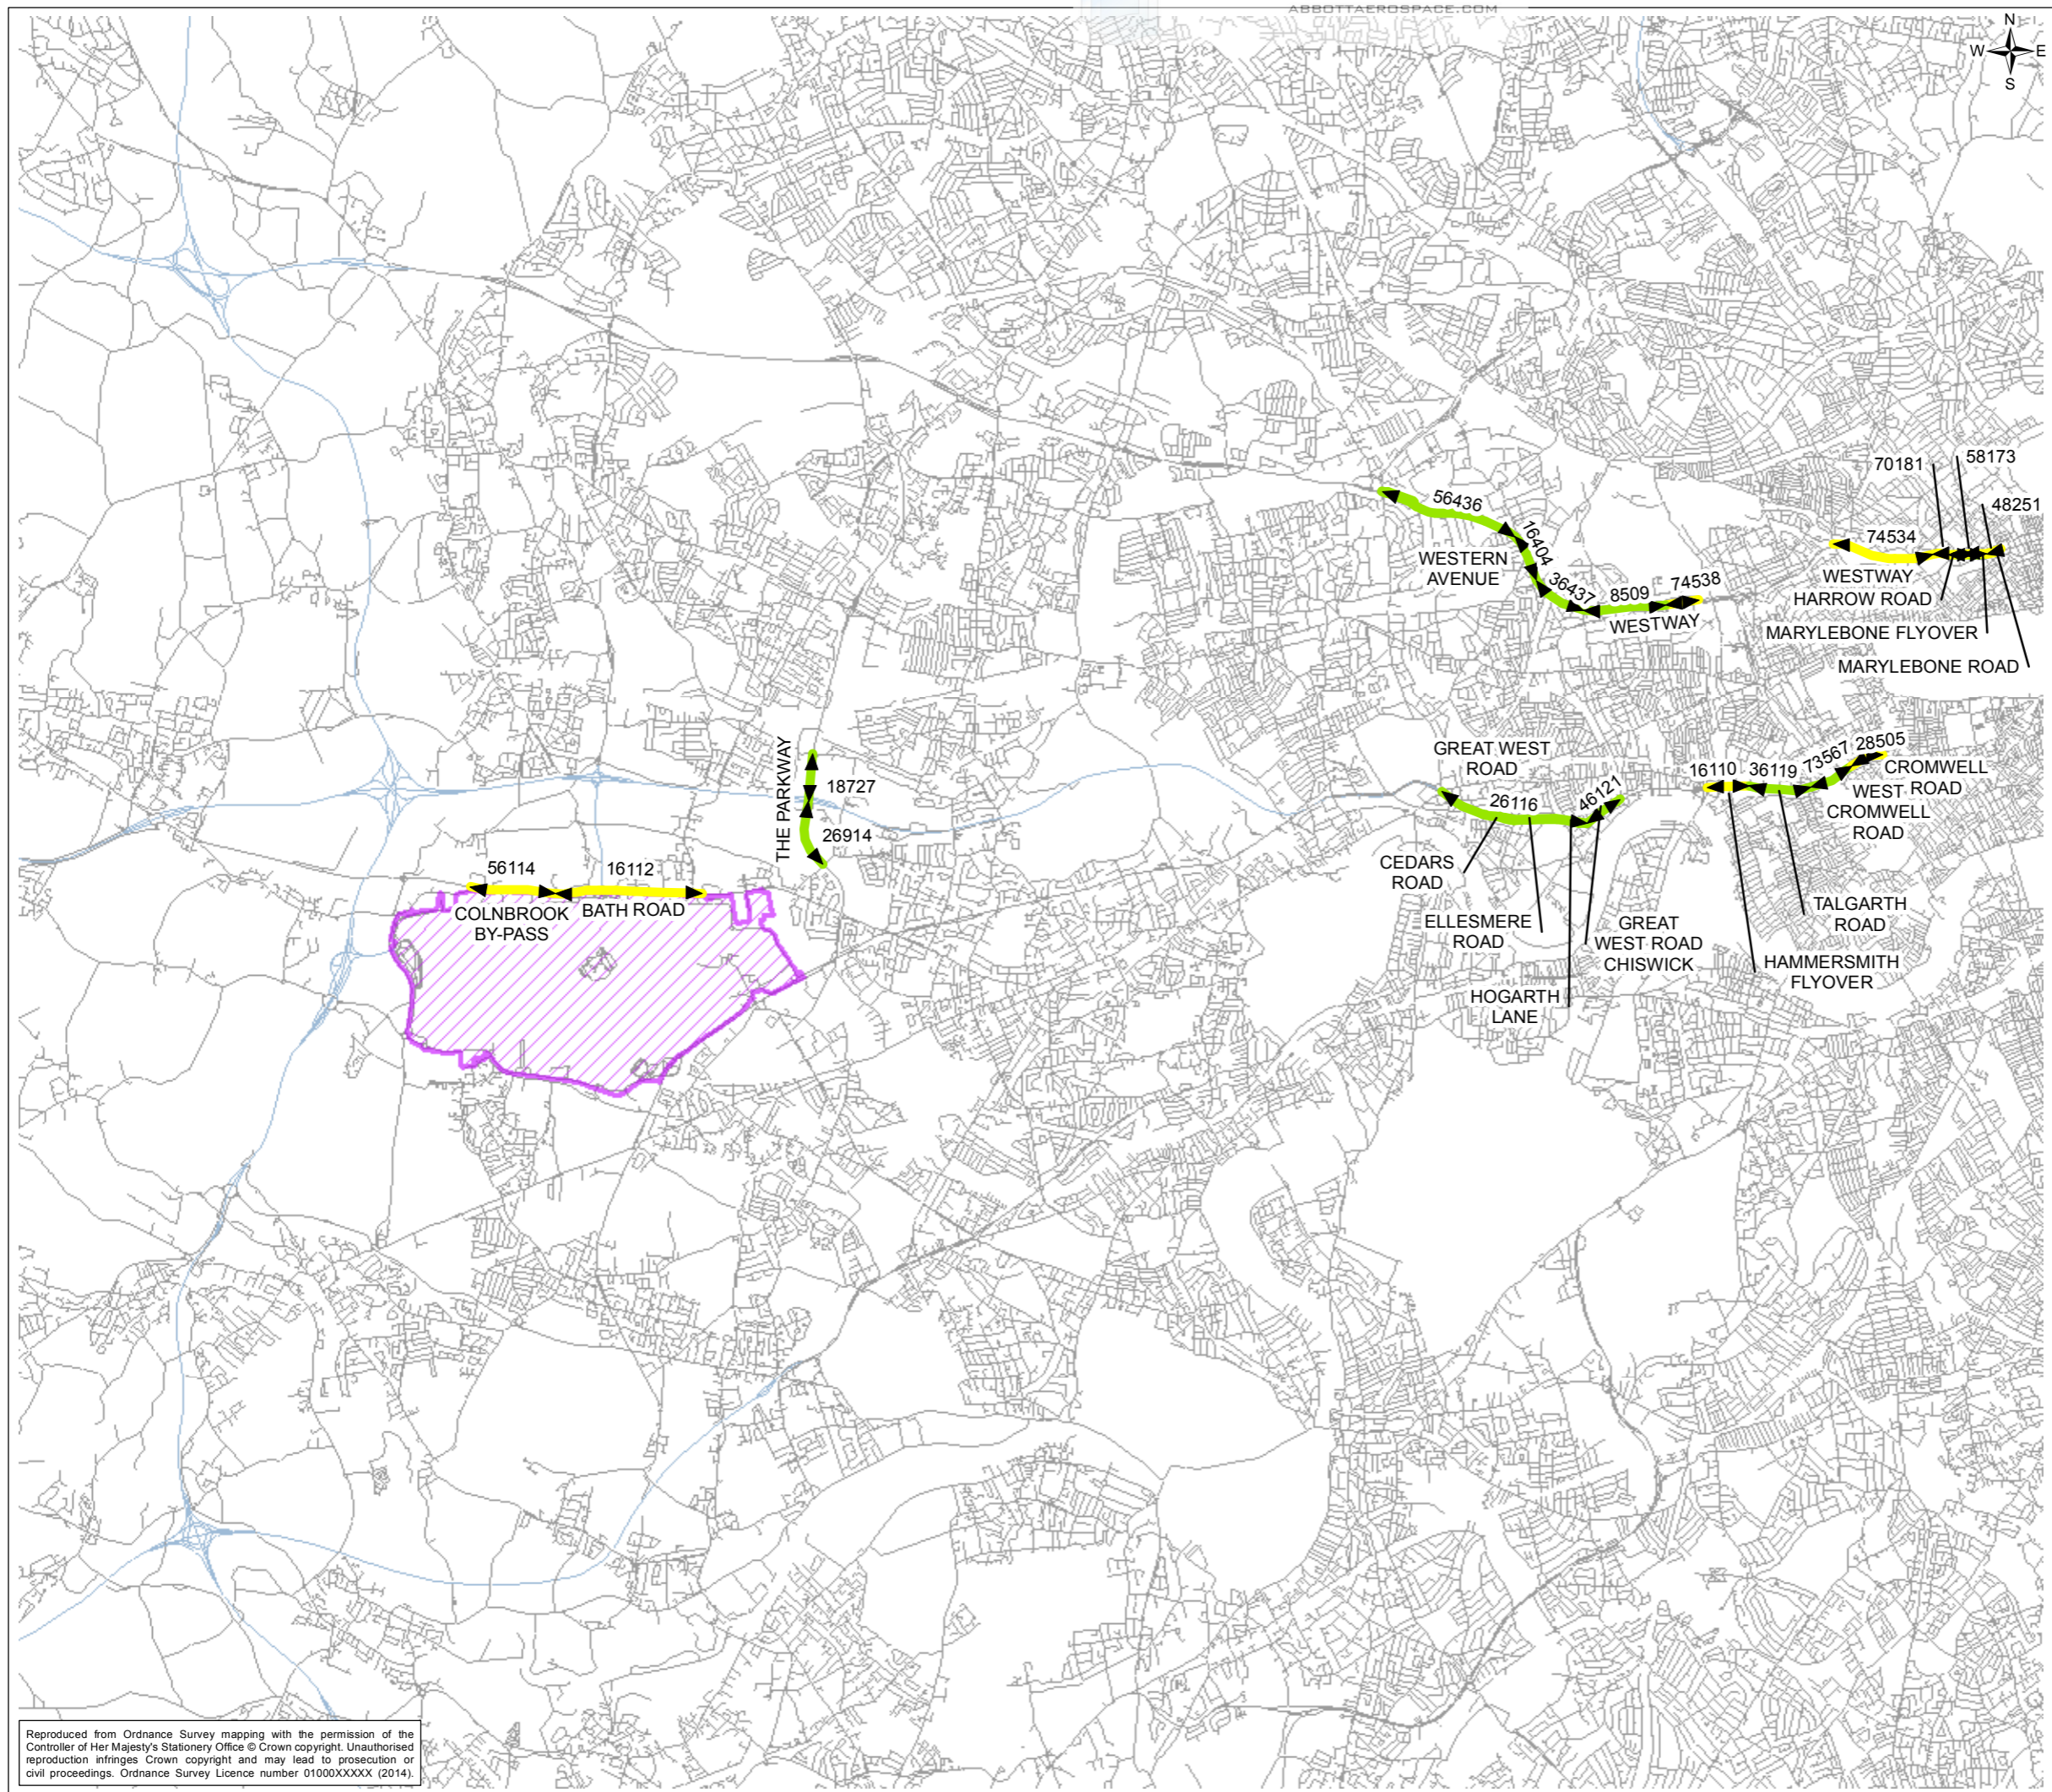 ABBOTTAEROSPACE.COM
N
W E
S
58173
70181
48251
56436
74534
16404
WESTERN
AVENUE
36437
8509
74538
WESTWAY
WESTWAY
HARROW ROAD
MARYLEBONE FLYOVER
MARYLEBONE ROAD
THE PARKWAY
18727
26914
GREAT WEST
ROAD
26116
46121
16110
36119
73567
28505
CROMWELL
ROAD
WEST
CROMWELL
ROAD
56114
16112
COLNBROOK
BY-PASS
BATH ROAD
CEDARS
ROAD
ELLESMERE
ROAD
HOGARTH
LANE
GREAT
WEST ROAD
CHISWICK
TALGARTH
ROAD
HAMMERSMITH
FLYOVER
Reproduced from Ordnance Survey mapping with the permission of the
Controller of Her Majesty's Stationery Office © Crown copyright. Unauthorised
reproduction infringes Crown copyright and may lead to prosecution or
civil proceedings. Ordnance Survey Licence number 01000XXXXX (2014).